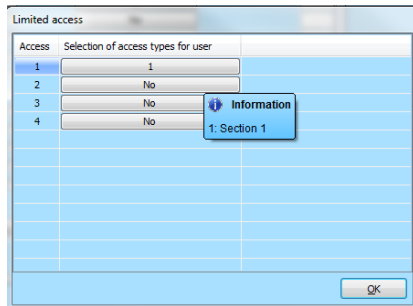 Limited access
Access Selection of access types for user
1 1
2 No
3 No
4 No
Information
1: Section 1
OK